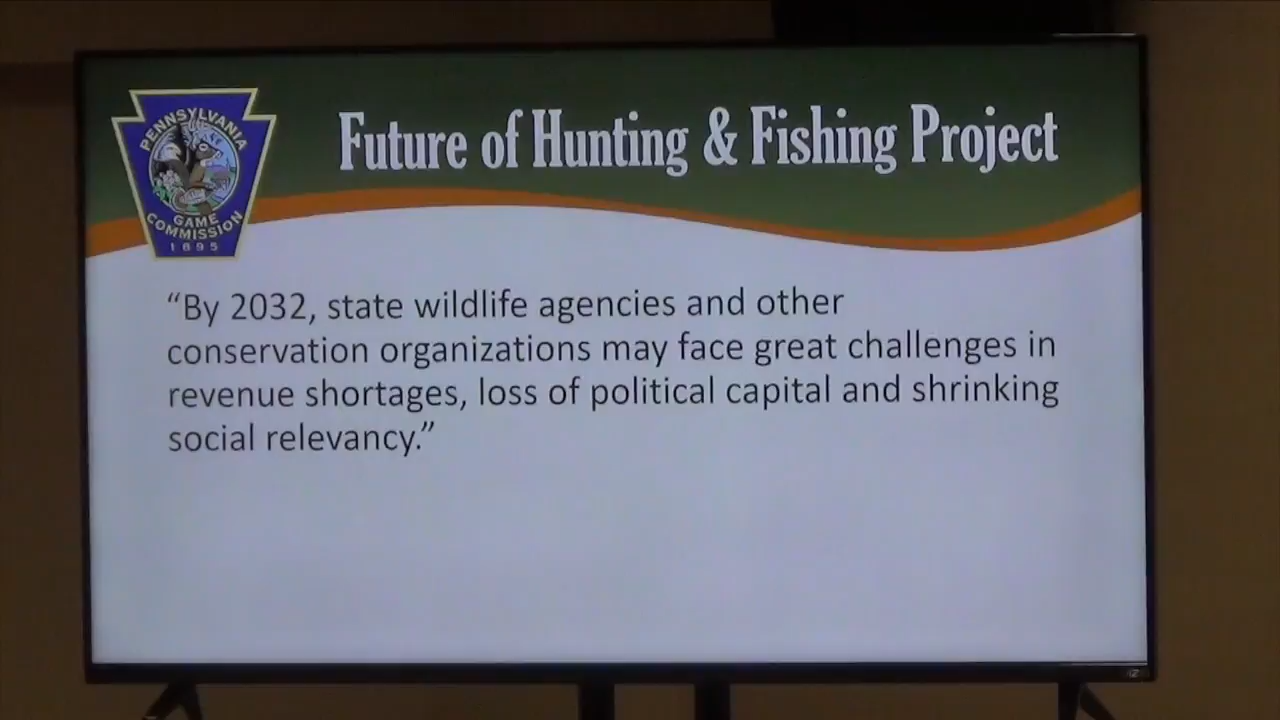 Future of Hunting & Fishing Project
PENNSYLVANIA
GAME
COMMISSION
1895
“By 2032, state wildlife agencies and other
conservation organizations may face great challenges in
revenue shortages, loss of political capital and shrinking
social relevancy.”